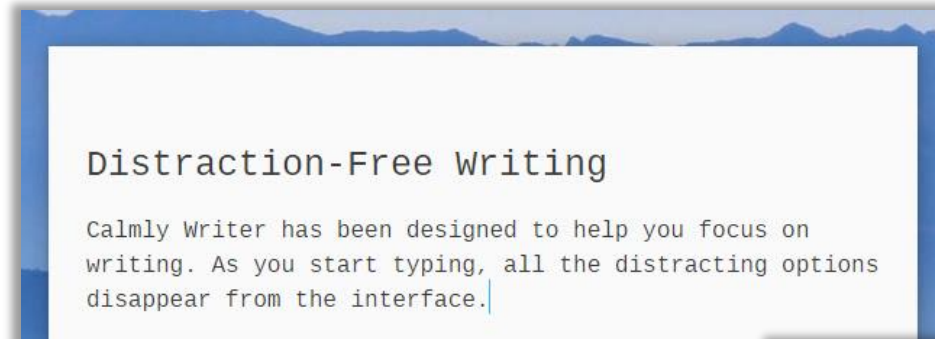 Distraction-Free Writing
Calmly Writer has been designed to help you focus on
writing. As you start typing, all the distracting options
disappear from the interface.